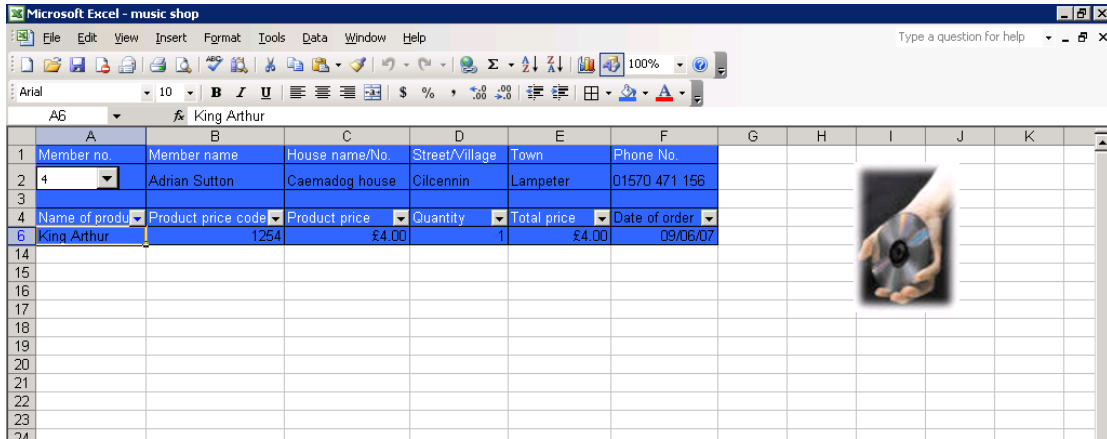 Microsoft Excel - music shop
File Edit View Insert Format Tools Data Window Help Type a question for help
100%
Arial 10 B I U $ % ,
A6 fx King Arthur
A B C D E F G H I J K
1 Member no. Member name House name/No. Street/Village Town Phone No.
2 4 Adrian Sutton Caemadog house Cilcennin Lampeter 01570 471 156
3
4 Name of produ Product price code Product price Quantity Total price Date of order
6 King Arthur 1254 £4.00 1 £4.00 09/06/07
14
15
16
17
18
19
20
21
22
23
24